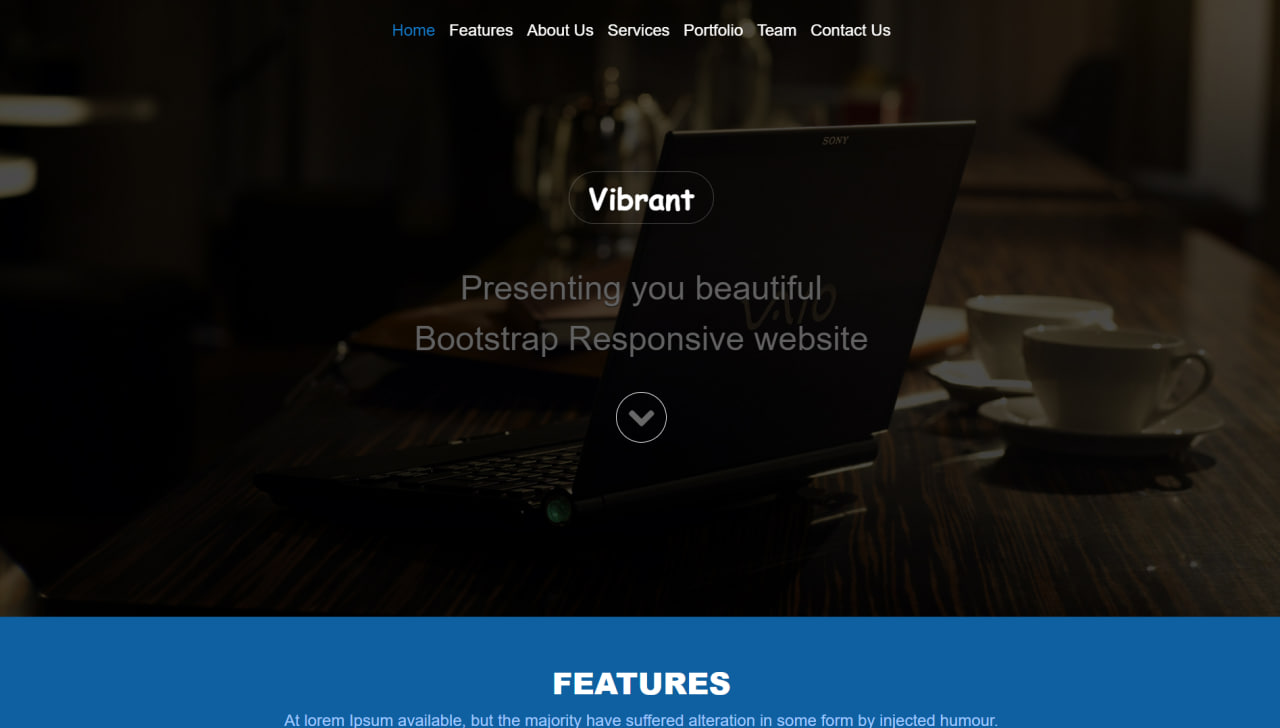 Home Features About Us Services Portfolio Team Contact Us
SONY
Vibrant
VAIO
Presenting you beautiful
Bootstrap Responsive website
FEATURES
At lorem Ipsum available, but the majority have suffered alteration in some form by injected humour.